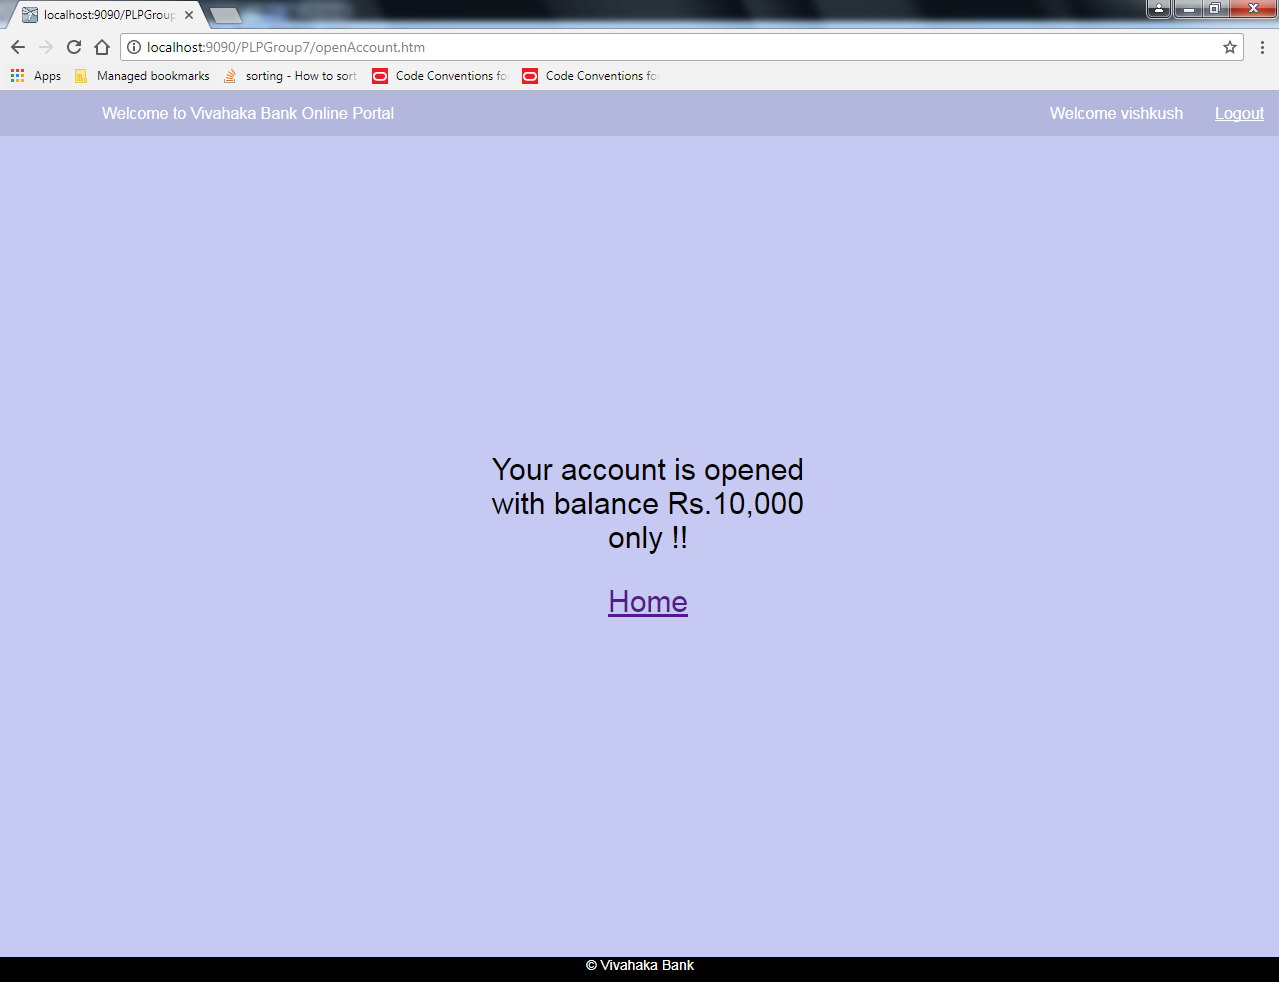 localhost:9090/PLPGroup
localhost:9090/PLPGroup7/openAccount.htm
Apps Managed bookmarks sorting - How to sort Code Conventions fo Code Conventions fo
Welcome to Vivahaka Bank Online Portal Welcome vishkush Logout
Your account is opened
with balance Rs.10,000
only !!
Home
© Vivahaka Bank